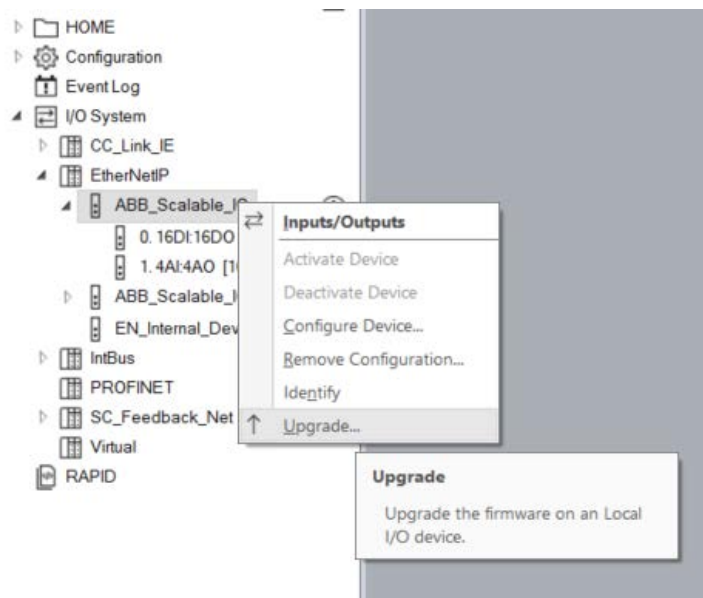 HOME
Configuration
Event Log
I/O System
CC_Link_IE
EtherNetIP
ABB_Scalable_
Inputs/Outputs
0. 16DI:16DO
Activate Device
1. 4AI:4AO
Deactivate Device
ABB_Scalable_
Configure Device...
EN_Internal_Dev
Remove Configuration...
IntBus
Identify
PROFINET
SC_Feedback_Net
Upgrade...
Virtual
RAPID
Upgrade
Upgrade the firmware on an Local
I/O device.